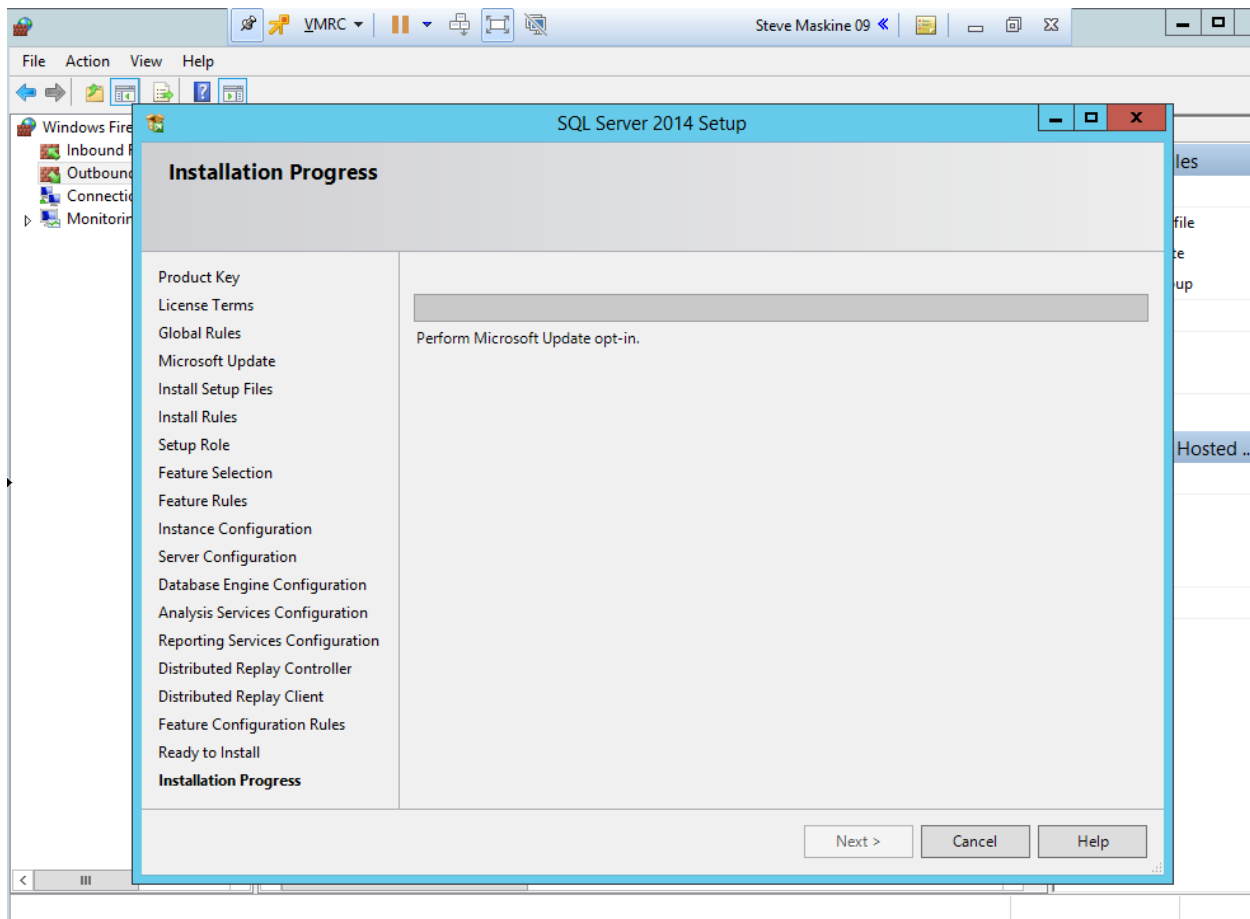 VMRC
Steve Maskine 09
File Action View Help
Windows Fire
Inbound
Outbound
Connectio
Monitorin
SQL Server 2014 Setup
Installation Progress
Product Key
License Terms
Global Rules
Microsoft Update
Install Setup Files
Install Rules
Setup Role
Feature Selection
Feature Rules
Instance Configuration
Server Configuration
Database Engine Configuration
Analysis Services Configuration
Reporting Services Configuration
Distributed Replay Controller
Distributed Replay Client
Feature Configuration Rules
Ready to Install
Installation Progress
Perform Microsoft Update opt-in.
Next > Cancel Help
les
file
te
up
Hosted ..